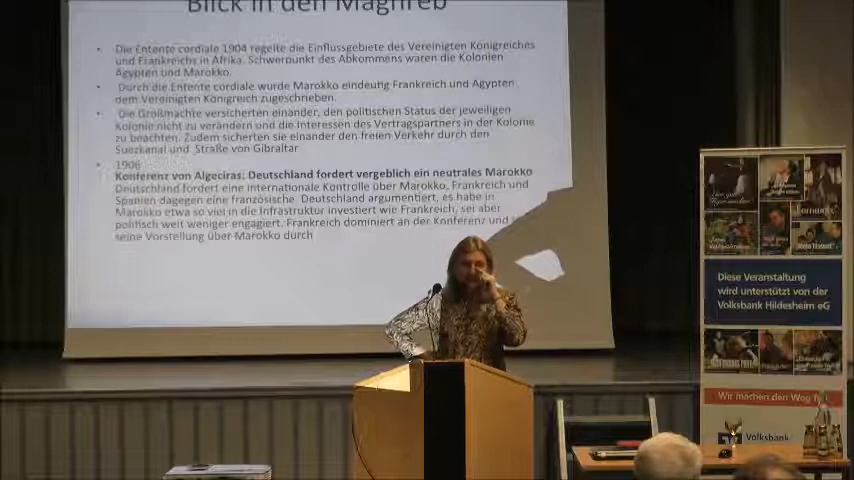 Blick in den Maghreb
• Die Entente cordiale 1904 regelte die Einflussgebiete des Vereinigten Königreiches
und Frankreichs in Afrika. Schwerpunkt des Abkommens waren die Kolonien
Ägypten und Marokko.
• Durch die Entente cordiale wurde Marokko eindeutig Frankreich und Ägypten
dem Vereinigten Königreich zugeschrieben.
• Die Großmächte versicherten einander, den politischen Status der jeweiligen
Kolonie nicht zu verändern und die Interessen des Vertragspartners in der Kolonie
zu beachten. Zudem sicherten sie einander den freien Verkehr durch den
Suezkanal und Straße von Gibraltar
• 1906
Konferenz von Algeciras: Deutschland fordert vergeblich ein neutrales Marokko
Deutschland fordert eine internationale Kontrolle über Marokko, Frankreich und
Spanien dagegen eine französische. Deutschland argumentiert, es habe in
Marokko etwa so viel in die Infrastruktur investiert wie Frankreich, sei aber
politisch weit weniger engagiert. Frankreich dominiert an der Konferenz und
seine Vorstellung über Marokko durch
Diese Veranstaltung
wird unterstützt von der
Volksbank Hildesheim eG
Wir machen den Weg
Volksbank